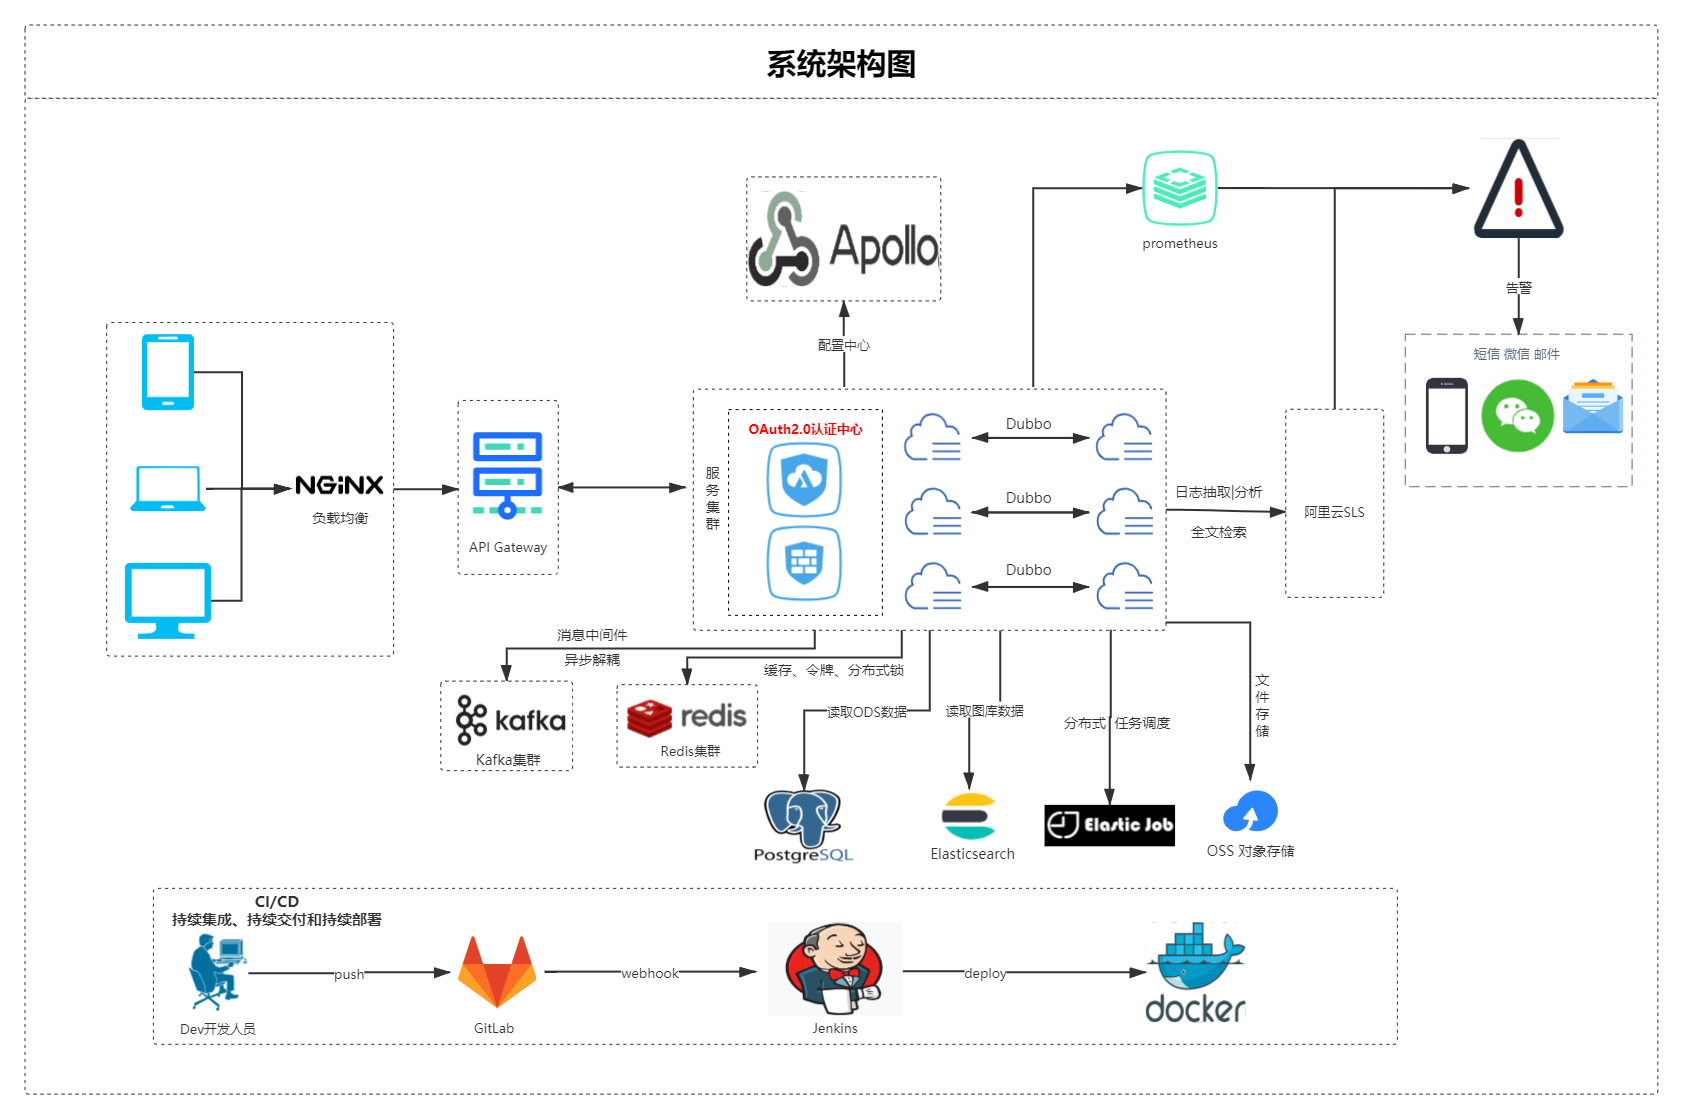 系统架构图
Apollo
prometheus
告警
配置中心
短信 微信 邮件
NGiNX
负载均衡
API Gateway
服务集群
OAuth2.0认证中心
Dubbo
Dubbo
Dubbo
日志抽取|分析
全文检索
阿里云SLS
消息中间件
异步解耦
缓存、令牌、分布式锁
文件存储
kafka
Kafka集群
redis
Redis集群
读取ODS数据
读取图库数据
分布式 任务调度
PostgreSQL
Elasticsearch
Elastic Job
OSS 对象存储
CI/CD
持续集成、持续交付和持续部署
push
webhook
deploy
docker
Dev开发人员
GitLab
Jenkins